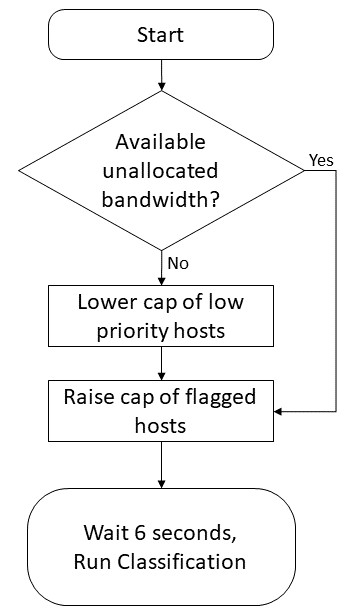 Start
Available
unallocated
bandwidth?
Yes
No
Lower cap of low
priority hosts
Raise cap of flagged
hosts
Wait 6 seconds,
Run Classification